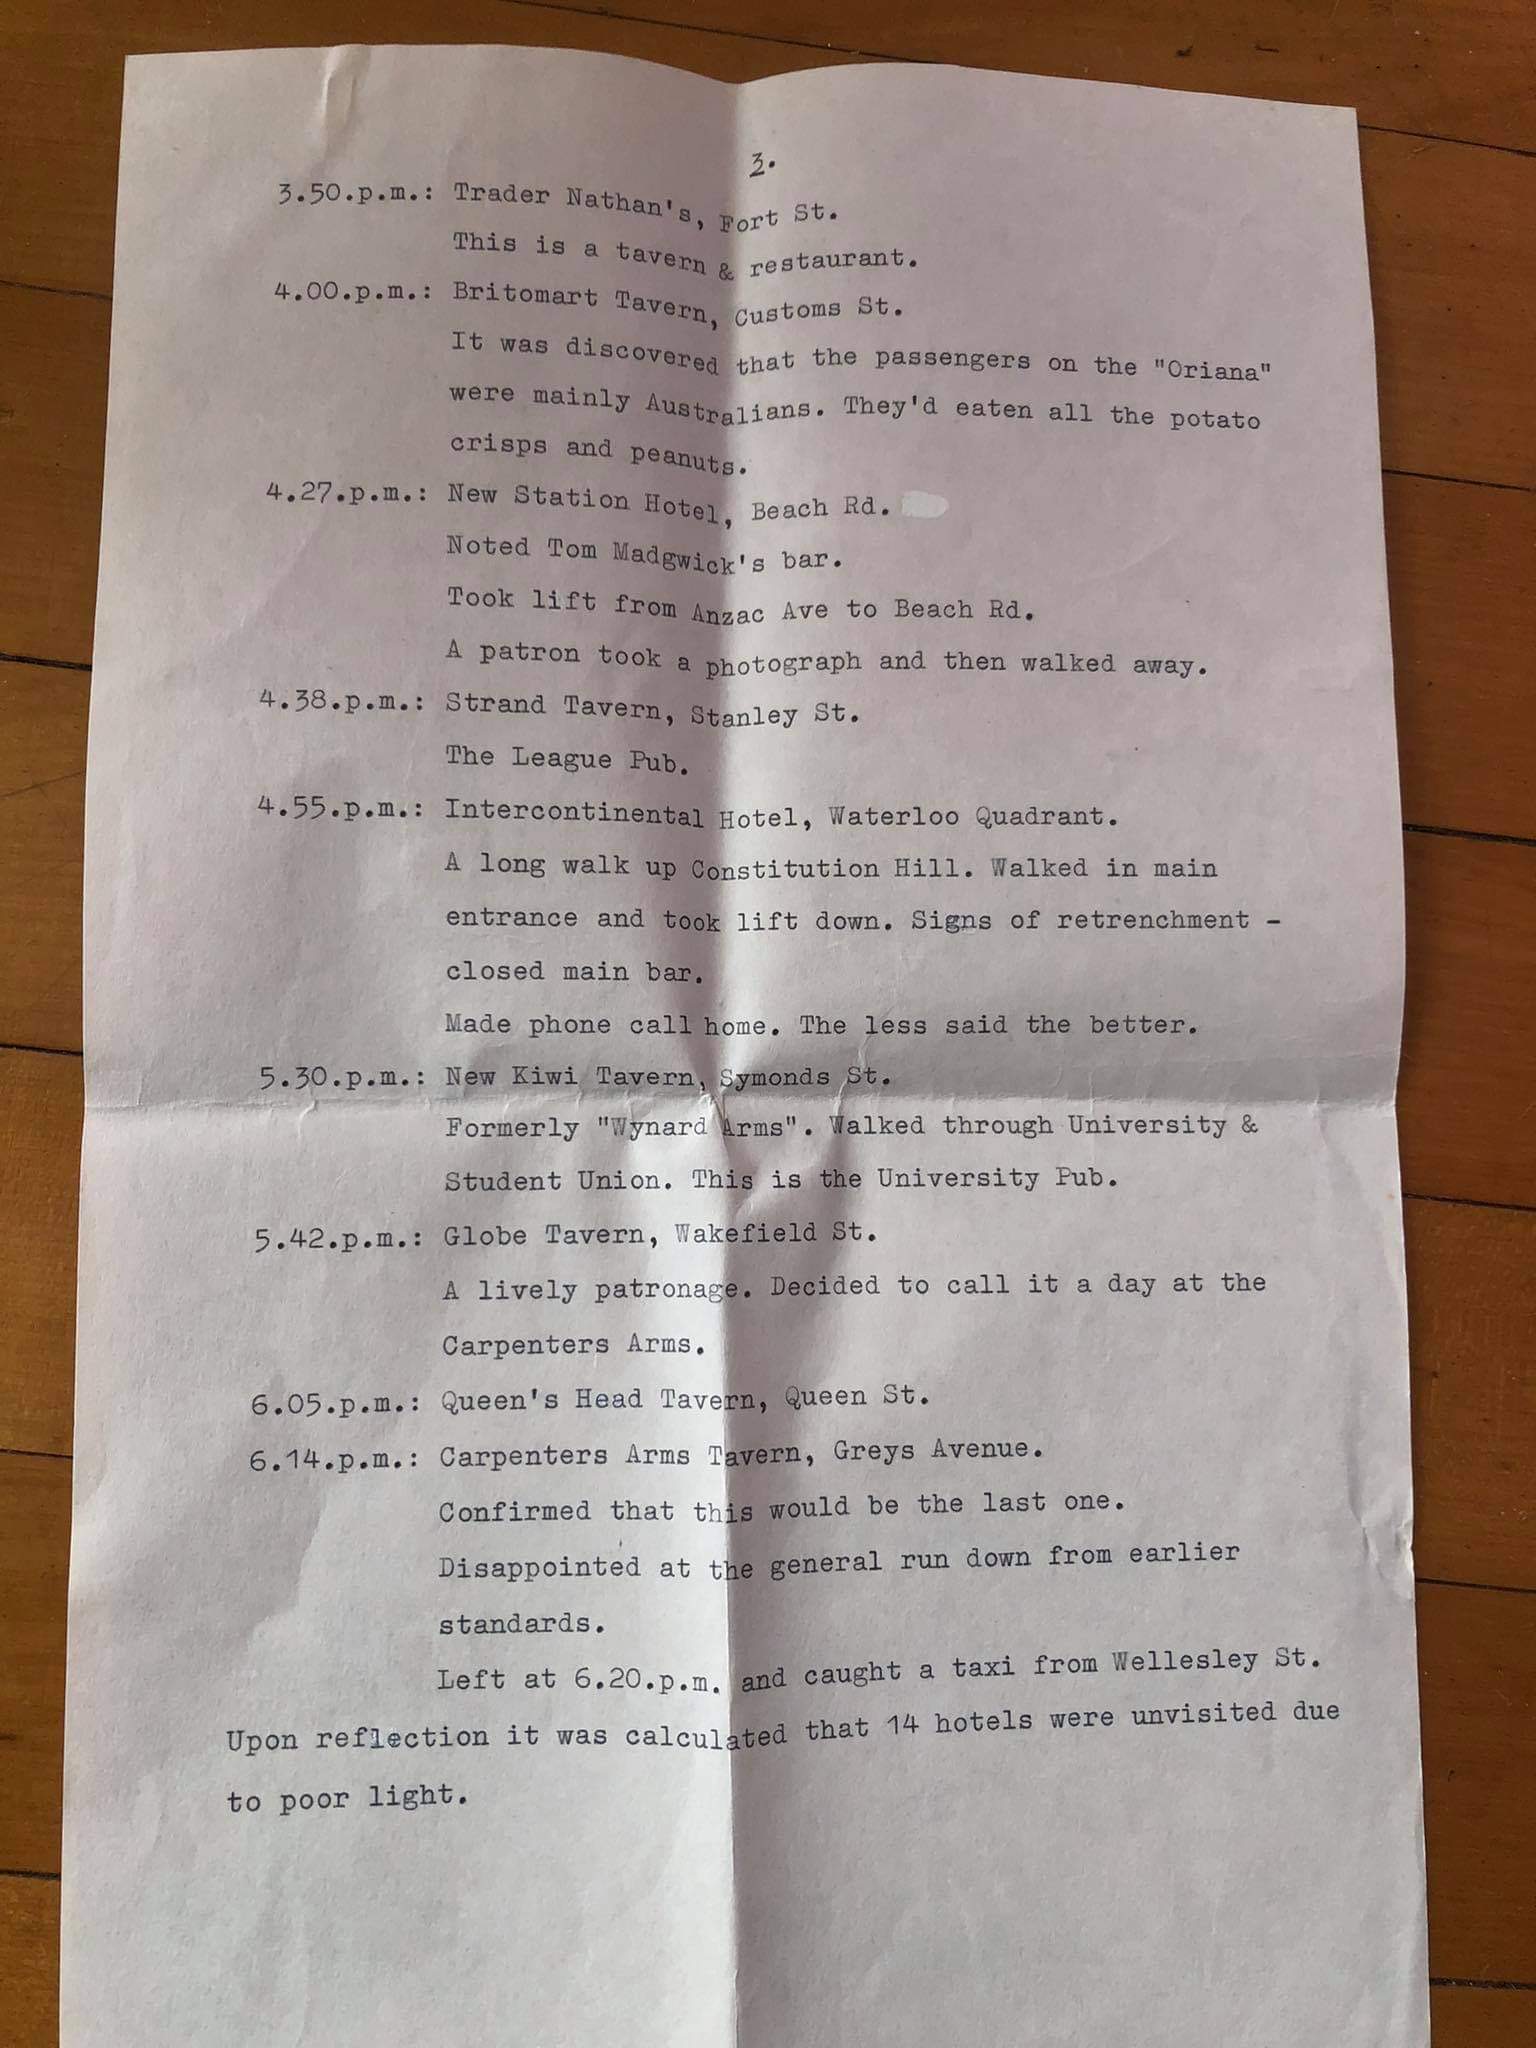 3.
3.50.p.m.: Trader Nathan's, Fort St.
This is a tavern & restaurant.
4.00.p.m.: Britomart Tavern, Customs St.
It was discovered that the passengers on the "Oriana"
were mainly Australians. They'd eaten all the potato
crisps and peanuts.
4.27.p.m.: New Station Hotel, Beach Rd.
Noted Tom Madgwick's bar.
Took lift from Anzac Ave to Beach Rd.
A patron took a photograph and then walked away.
4.38.p.m.: Strand Tavern, Stanley St.
The League Pub.
4.55.p.m.: Intercontinental Hotel, Waterloo Quadrant.
A long walk up Constitution Hill. Walked in main
entrance and took lift down. Signs of retrenchment -
closed main bar.
Made phone call home. The less said the better.
5.30.p.m.: New Kiwi Tavern, Symonds St.
Formerly "Wynard Arms". Walked through University &
Student Union. This is the University Pub.
5.42.p.m.: Globe Tavern, Wakefield St.
A lively patronage. Decided to call it a day at the
Carpenters Arms.
6.05.p.m.: Queen's Head Tavern, Queen St.
6.14.p.m.: Carpenters Arms Tavern, Greys Avenue.
Confirmed that this would be the last one.
Disappointed at the general run down from earlier
standards.
Left at 6.20.p.m. and caught a taxi from Wellesley St.
Upon reflection it was calculated that 14 hotels were unvisited due
to poor light.